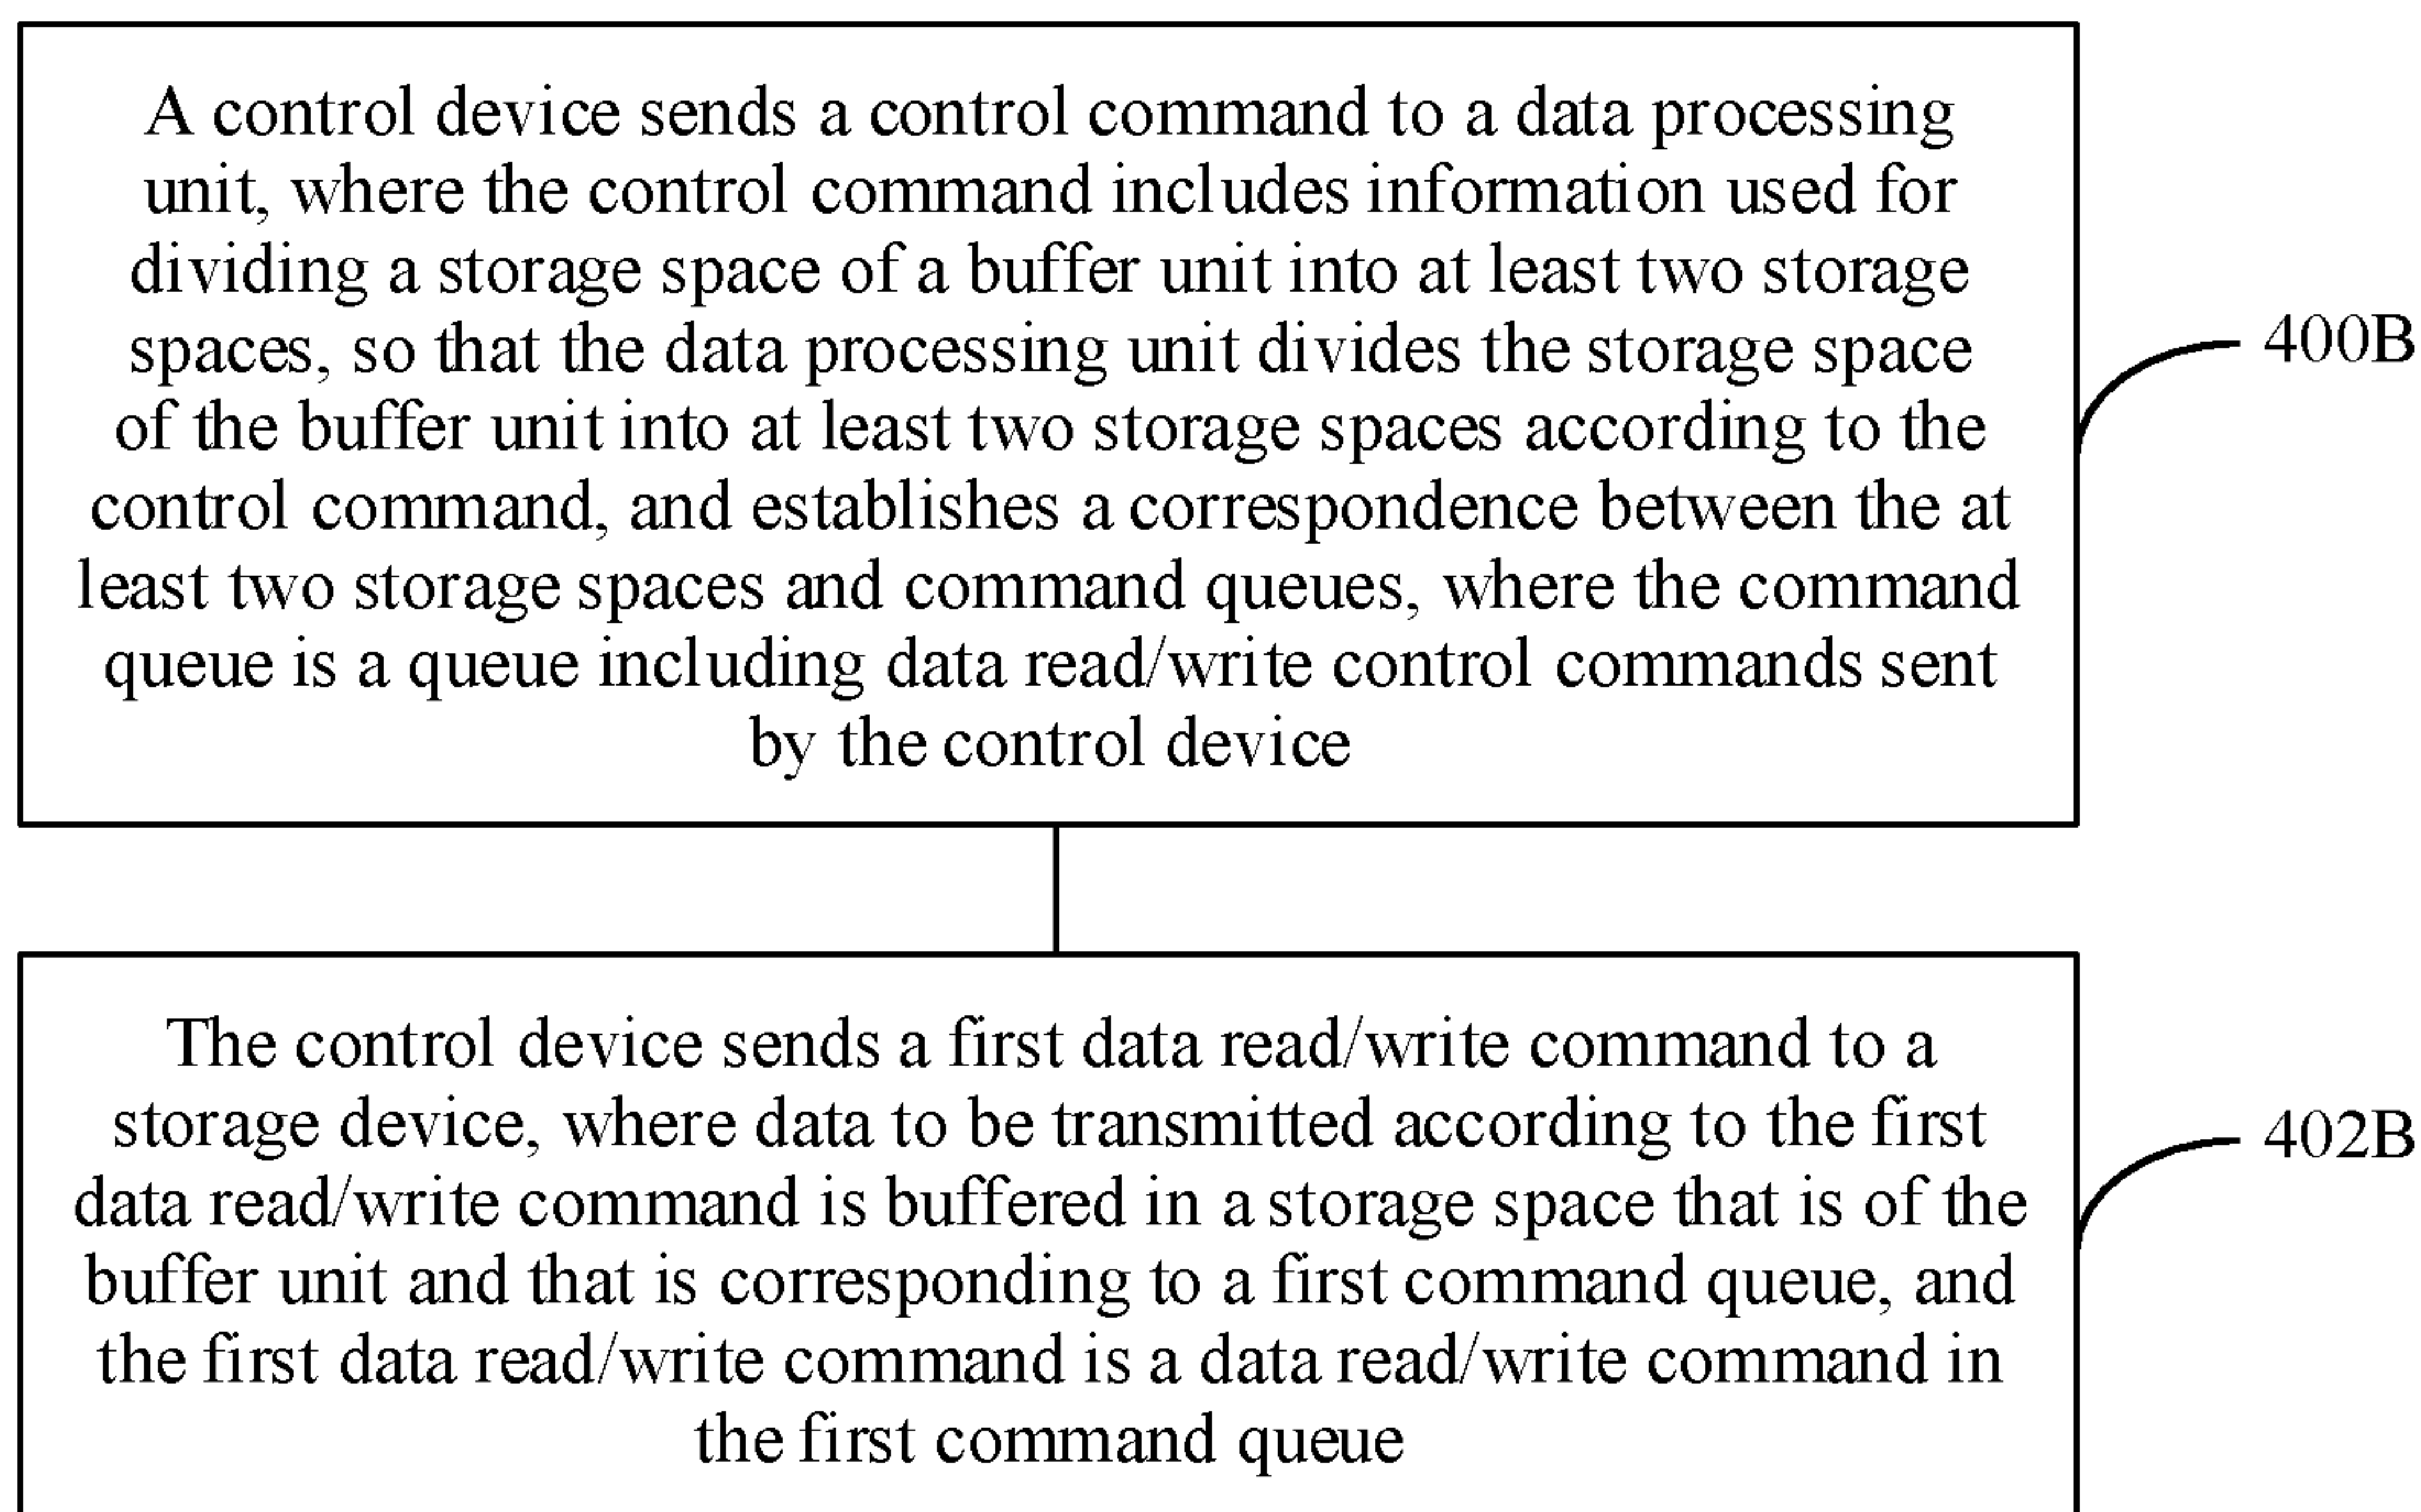 A control device sends a control command to a data processing
unit, where the control command includes information used for
dividing a storage space of a buffer unit into at least two storage
spaces, so that the data processing unit divides the storage space
of the buffer unit into at least two storage spaces according to the
control command, and establishes a correspondence between the at
least two storage spaces and command queues, where the command
queue is a queue including data read/write control commands sent
by the control device
400B
The control device sends a first data read/write command to a
storage device, where data to be transmitted according to the first
data read/write command is buffered in a storage space that is of the
buffer unit and that is corresponding to a first command queue, and
the first data read/write command is a data read/write command in
the first command queue
402B